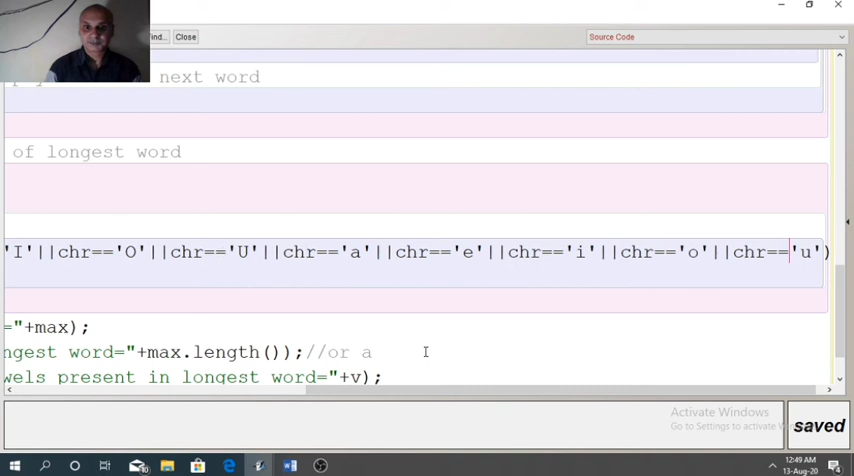 ind... Close Source Code
next word
of longest word
'I'||chr=='O'||chr=='U'||chr=='a'||chr=='e'||chr=='i'||chr=='o'||chr=='u')
="+max);
ngest word="+max.length());//or a
wels present in longest word="+v);
Activate Windows
Go to Settings to activate
saved
12:49 AM
13-Aug-20